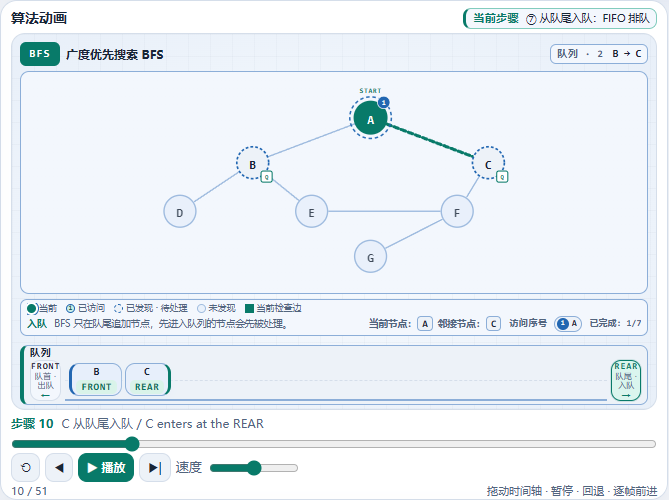 算法动画
当前步骤 ⑦ 从队尾入队：FIFO 排队
BFS 广度优先搜索 BFS
队列 · 2 B → C
START
A 1
B Q
C Q
D
E
F
G
当前 1 已访问 已发现 · 待处理 未发现 当前检查边
入队 BFS 只在队尾追加节点，先进入队列的节点会先被处理。
当前节点： A 邻接节点： C 访问序号 1 A 已完成：1/7
队列
FRONT
队首 ·
出队
←
B
FRONT
C
REAR
REAR
队尾 ·
入队
→
步骤 10 C 从队尾入队 / C enters at the REAR
播放 速度
10 / 51
拖动时间轴 · 暂停 · 回退 · 逐帧前进